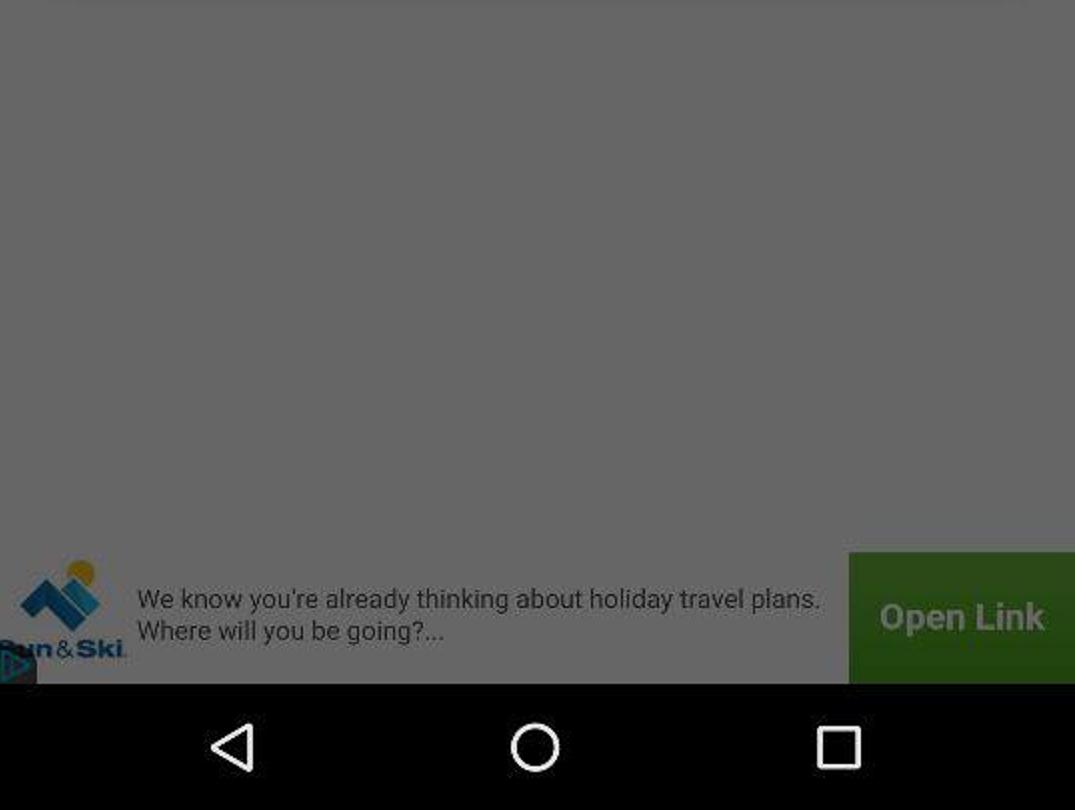 We know you're already thinking about holiday travel plans.
Where will you be going?...
Sun & Ski
Open Link